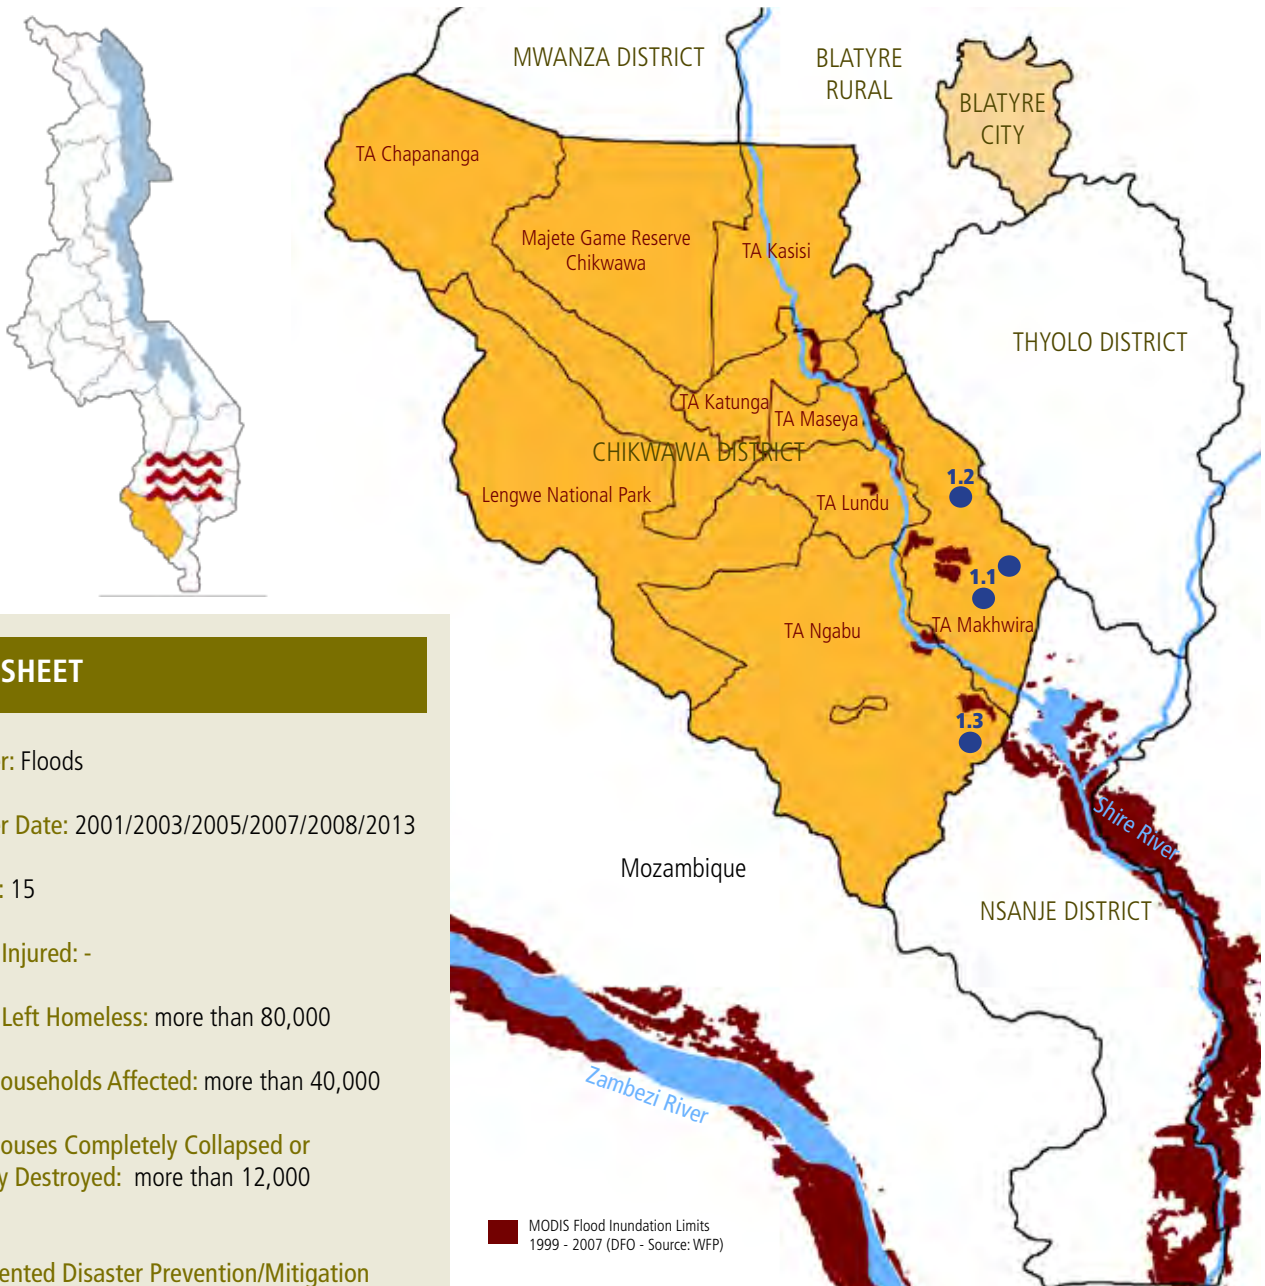 MWANZA DISTRICT
BLATYRE
RURAL
BLATYRE
CITY
TA Chapananga
Majete Game Reserve
Chikwawa
TA Kasisi
THYOLO DISTRICT
TA Katunga
TA Maseya
CHIKWAWA DISTRICT
Lengwe National Park
TA Lundu
1.2
1.1
TA Ngabu
TA Makhwira
1.3
Shire River
Mozambique
NSANJE DISTRICT
Zambezi River
MODIS Flood Inundation Limits
1999 - 2007 (DFO - Source: WFP)
SHEET
r: Floods
r Date: 2001/2003/2005/2007/2008/2013
: 15
Injured: -
Left Homeless: more than 80,000
ouseholds Affected: more than 40,000
ouses Completely Collapsed or
y Destroyed: more than 12,000
ented Disaster Prevention/Mitigation